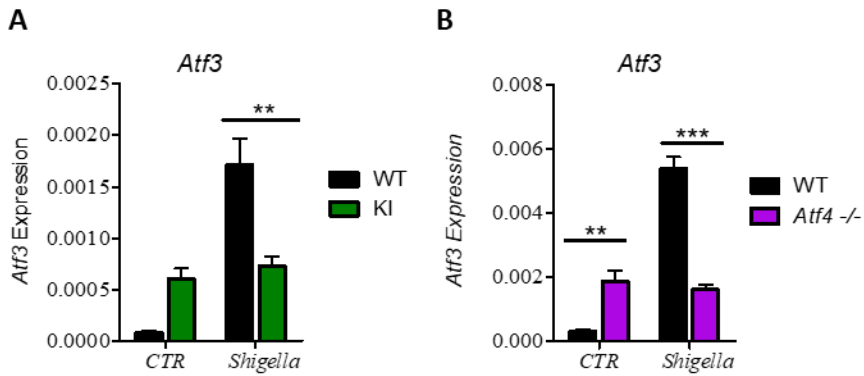 A
Atf3
Atf3 Expression
0.0025
0.0020
0.0015
0.0010
0.0005
0.0000
**
CTR
Shigella
WT
KI
B
Atf3
Atf3 Expression
0.008
0.006
0.004
0.002
0.000
**
***
CTR
Shigella
WT
Atf4 -/-